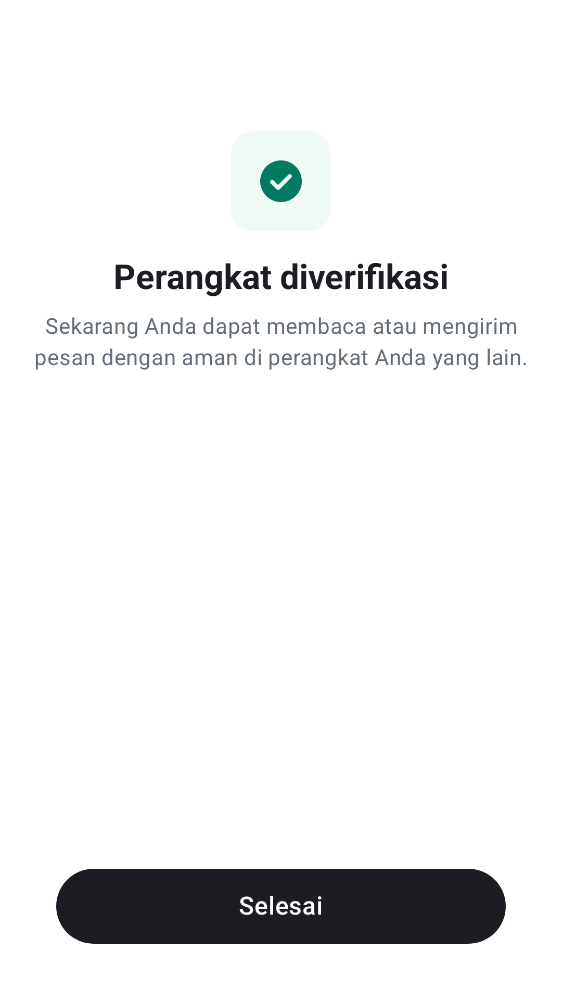 Perangkat diverifikasi
Sekarang Anda dapat membaca atau mengirim
pesan dengan aman di perangkat Anda yang lain.
Selesai